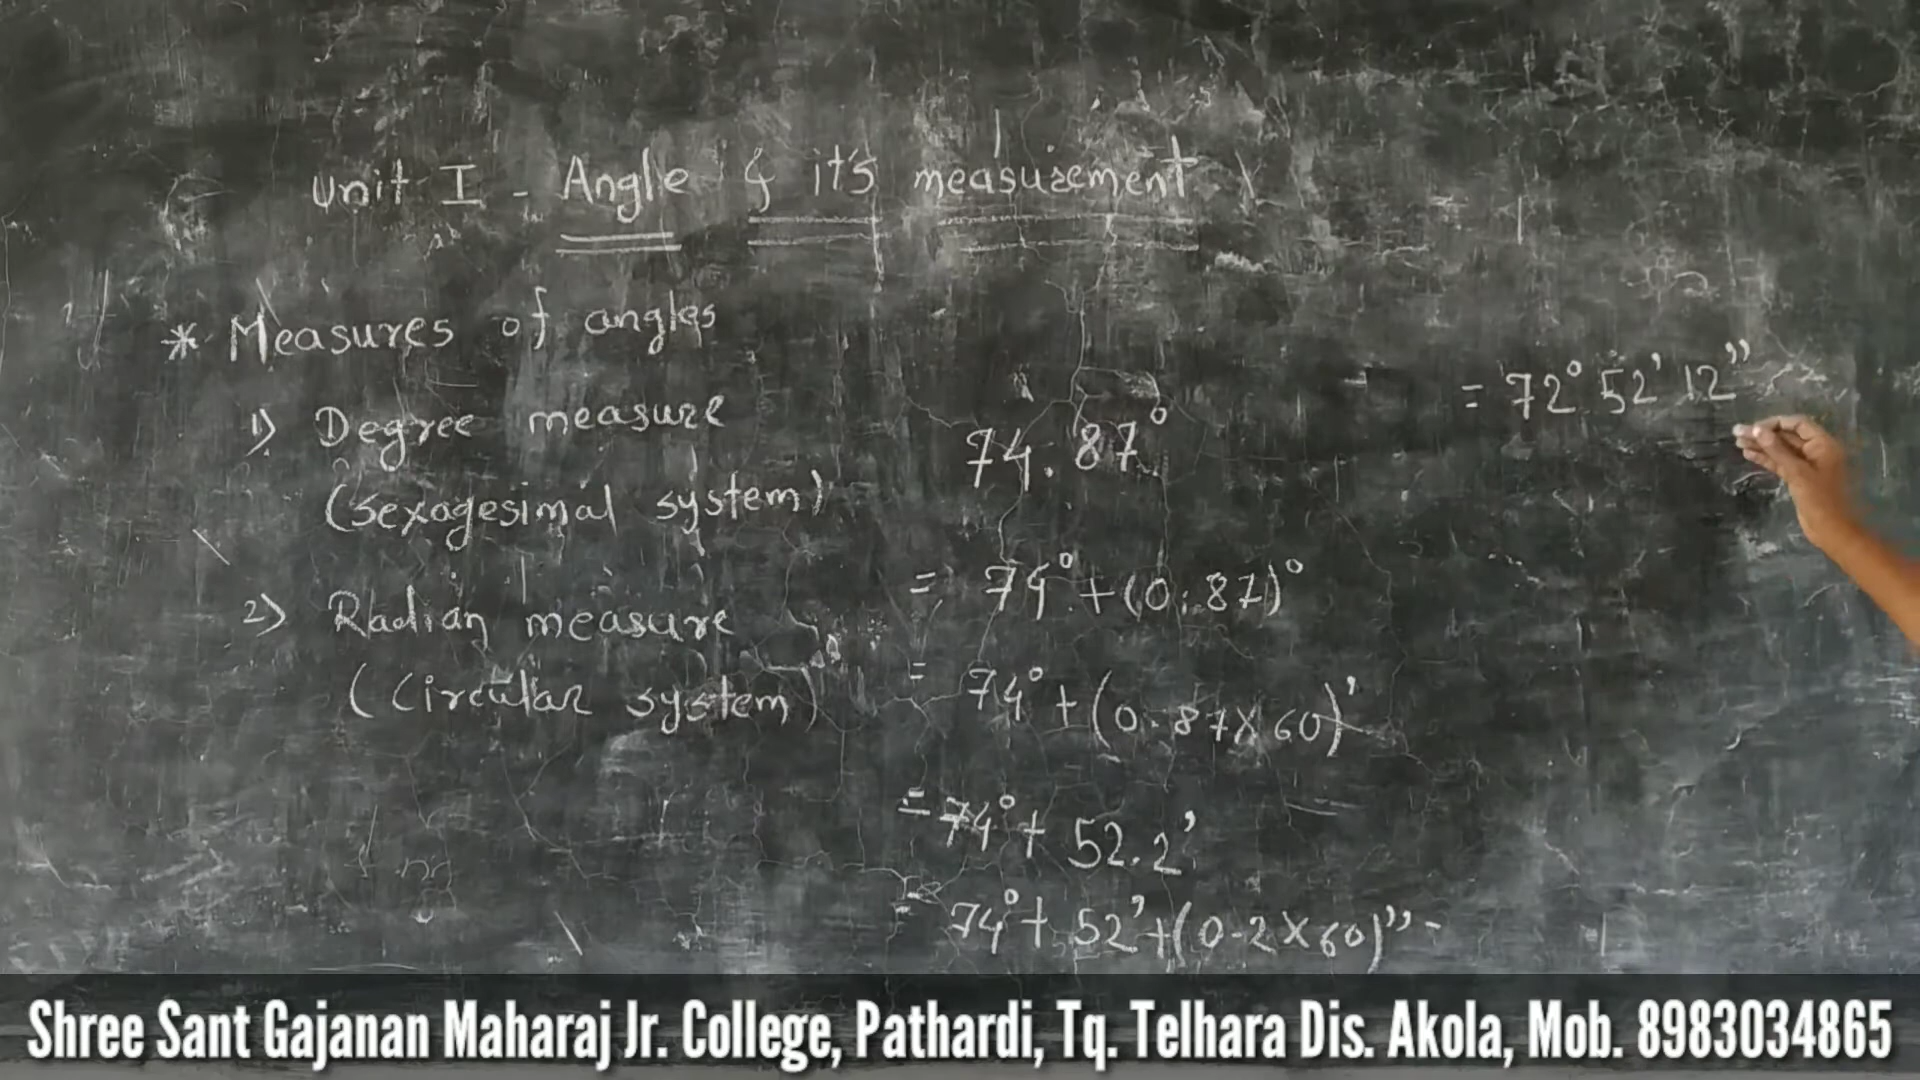 Unit I - Angle & it's measurement
* Measures of angles
1) Degree measure
(Sexagesimal system)
2) Radian measure
(Circular system)
74.87°
= 74° + (0.87)°
= 74° + (0.87×60)'
= 74° + 52.2'
= 74° + 52' + (0.2×60)"
= 72° 52' 12"
Shree Sant Gajanan Maharaj Jr. College, Pathardi, Tq. Telhara Dis. Akola, Mob. 8983034865